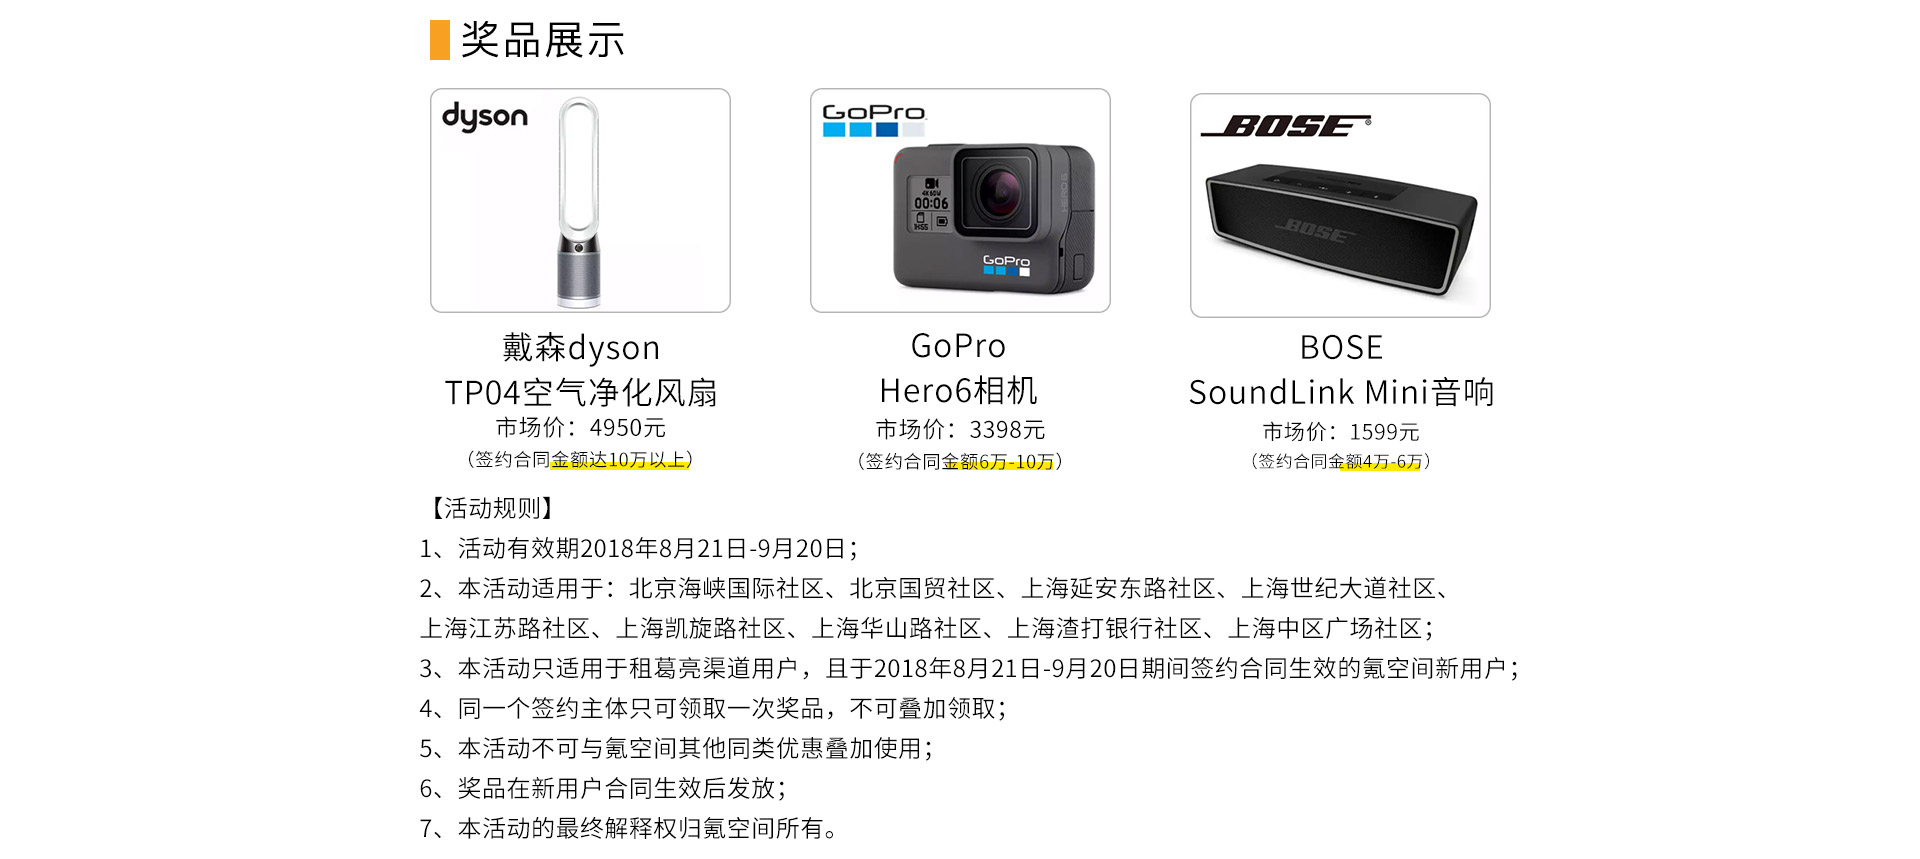 奖品展示
dyson
GoPro
BOSE
4K60
00:06
GoPro
BOSE
戴森dyson
TP04空气净化风扇
市场价：4950元
（签约合同金额达10万以上）
GoPro
Hero6相机
市场价：3398元
（签约合同金额6万-10万）
BOSE
SoundLink Mini音响
市场价：1599元
（签约合同金额4万-6万）
【活动规则】
1、活动有效期2018年8月21日-9月20日；
2、本活动适用于：北京海峡国际社区、北京国贸社区、上海延安东路社区、上海世纪大道社区、
上海江苏路社区、上海凯旋路社区、上海华山路社区、上海渣打银行社区、上海中区广场社区；
3、本活动只适用于租葛亮渠道用户，且于2018年8月21日-9月20日期间签约合同生效的氪空间新用户；
4、同一个签约主体只可领取一次奖品，不可叠加领取；
5、本活动不可与氪空间其他同类优惠叠加使用；
6、奖品在新用户合同生效后发放；
7、本活动的最终解释权归氪空间所有。